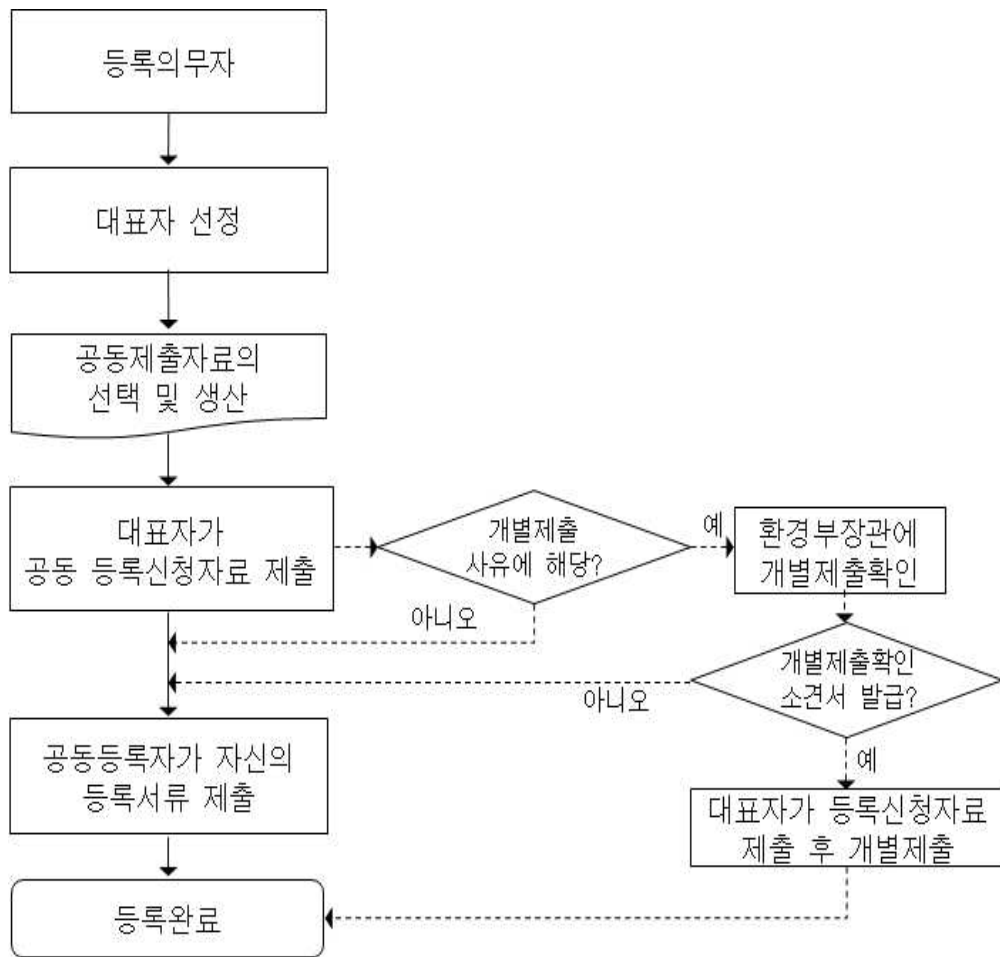 등록의무자
대표자 선정
공동제출자료의
선택 및 생산
대표자가
공동 등록신청자료 제출
개별제출
사유에 해당?
예
환경부장관에
개별제출확인
아니오
개별제출확인
소견서 발급?
아니오
예
공동등록자가 자신의
등록서류 제출
대표자가 등록신청자료
제출 후 개별제출
등록완료